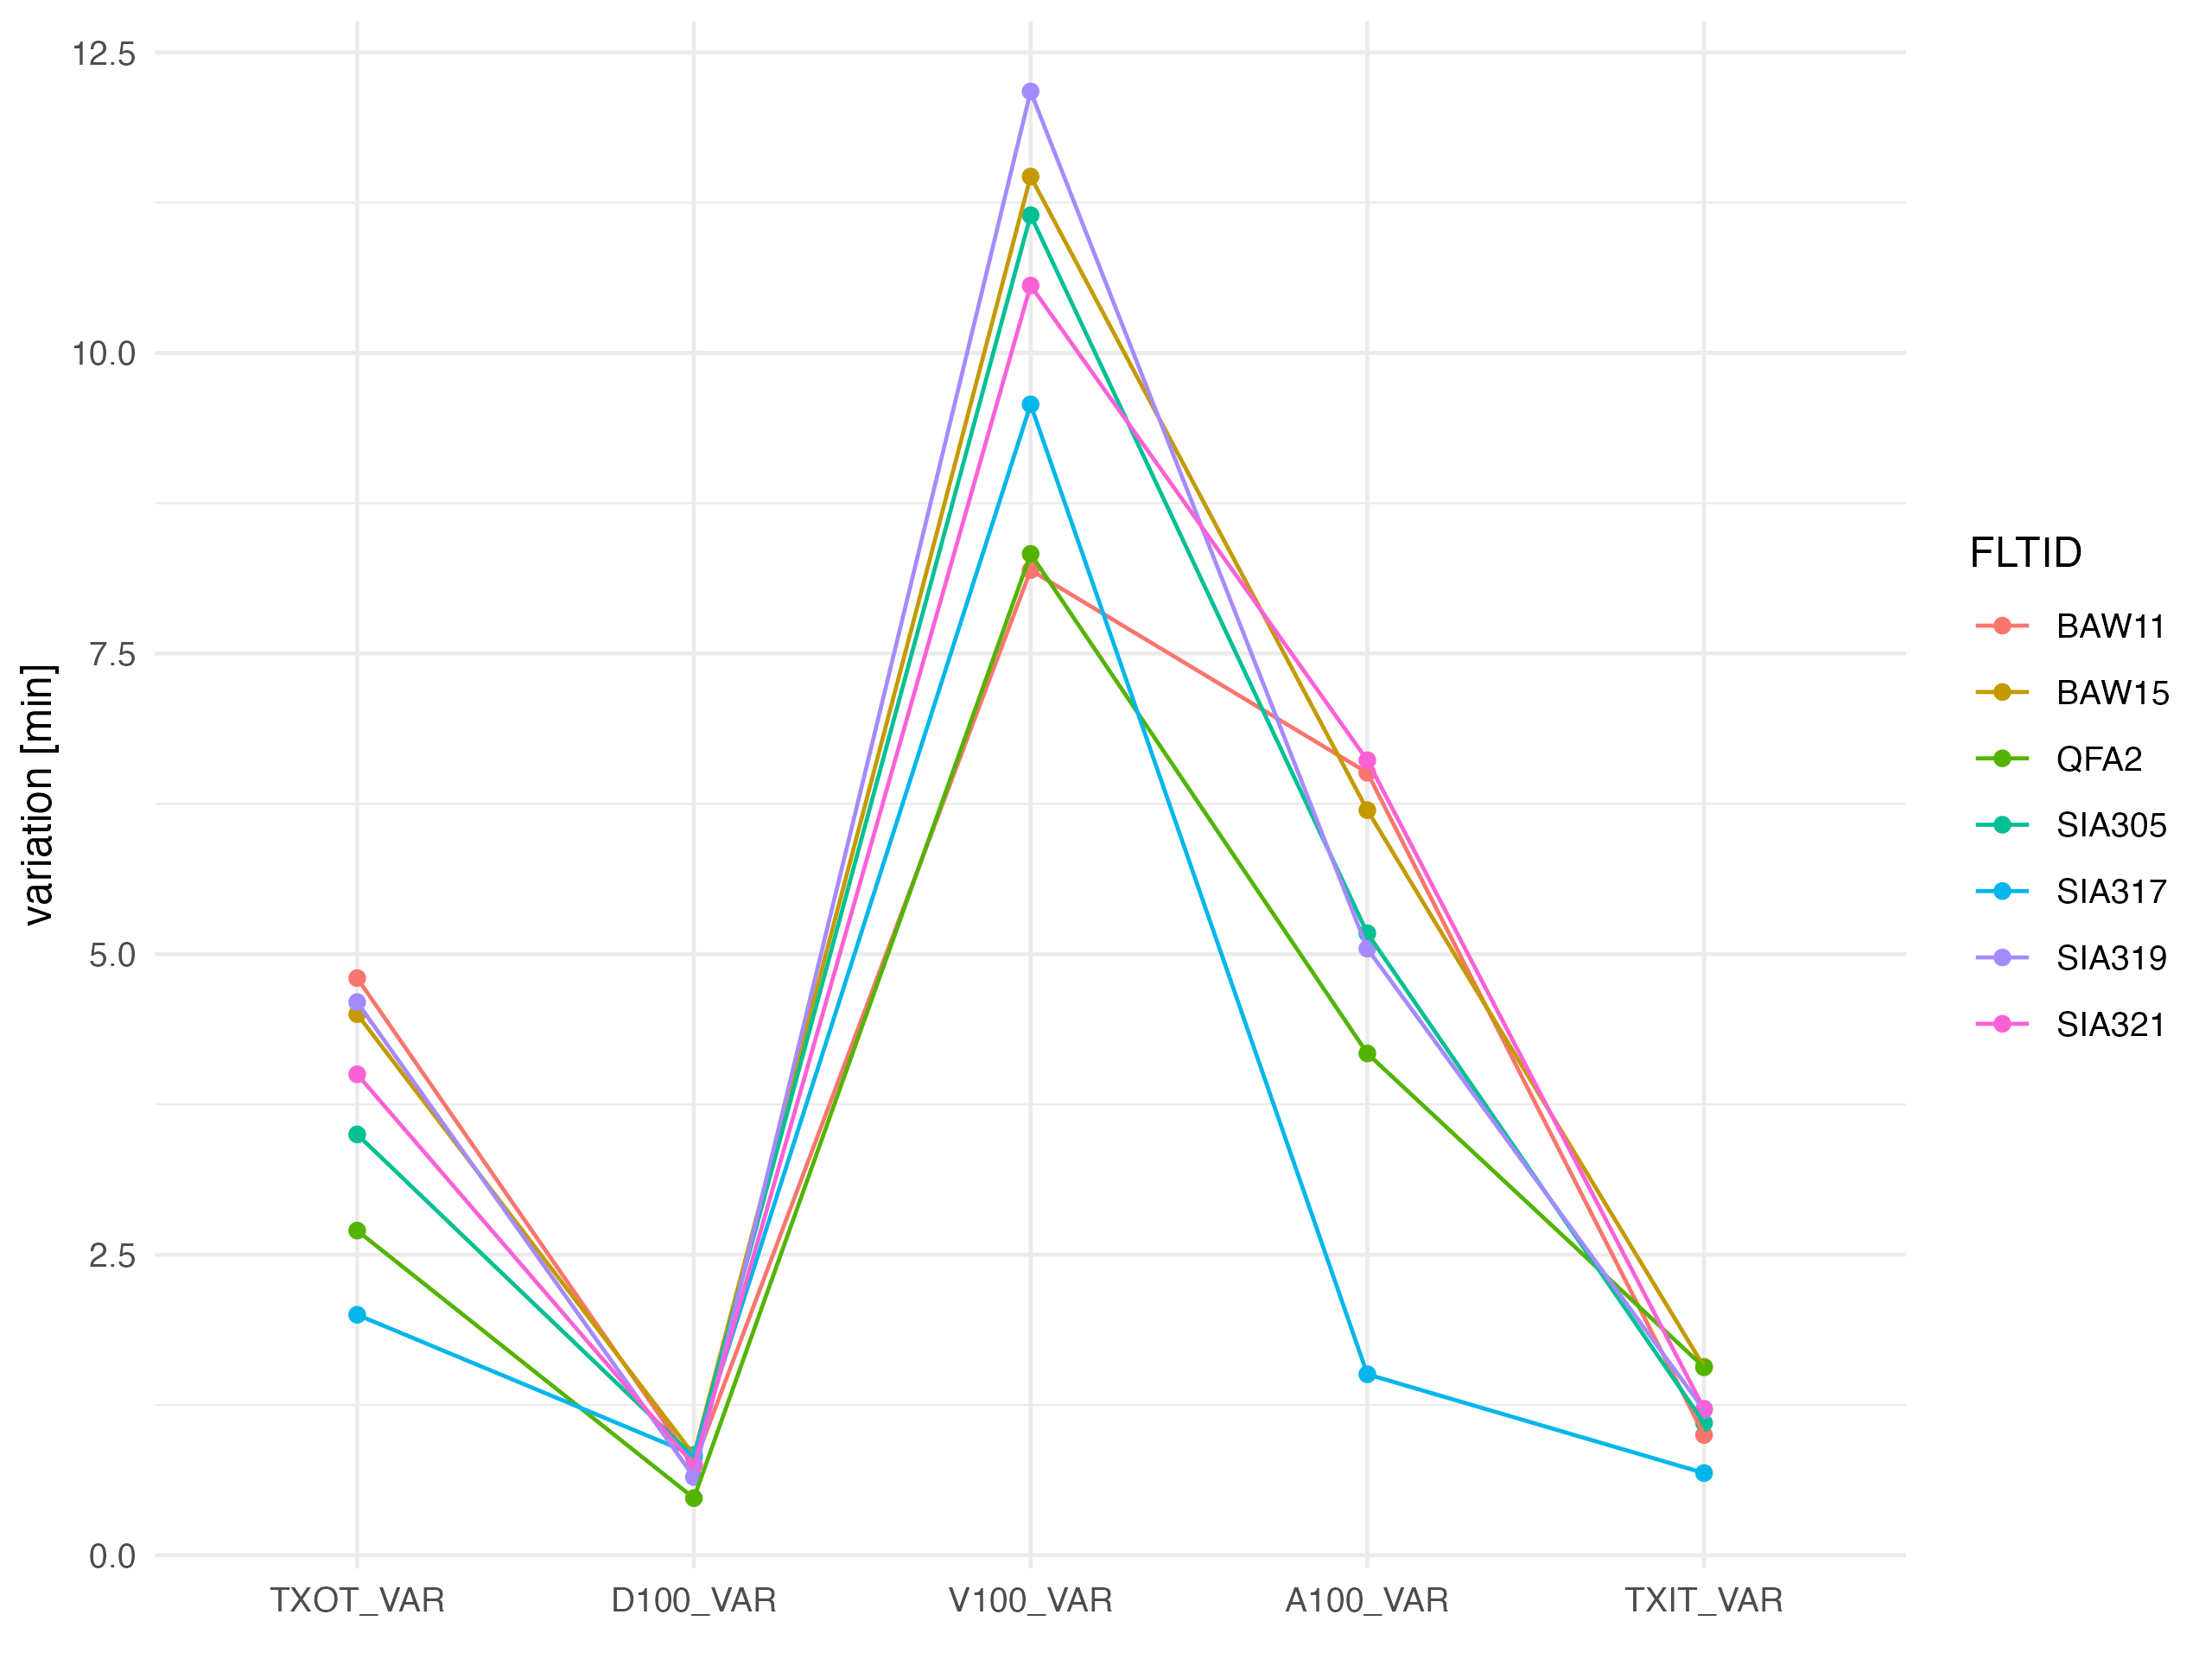 12.5
10.0
7.5
5.0
2.5
0.0
variation [min]
TXOT_VAR
D100_VAR
V100_VAR
A100_VAR
TXIT_VAR
FLTID
BAW11
BAW15
QFA2
SIA305
SIA317
SIA319
SIA321